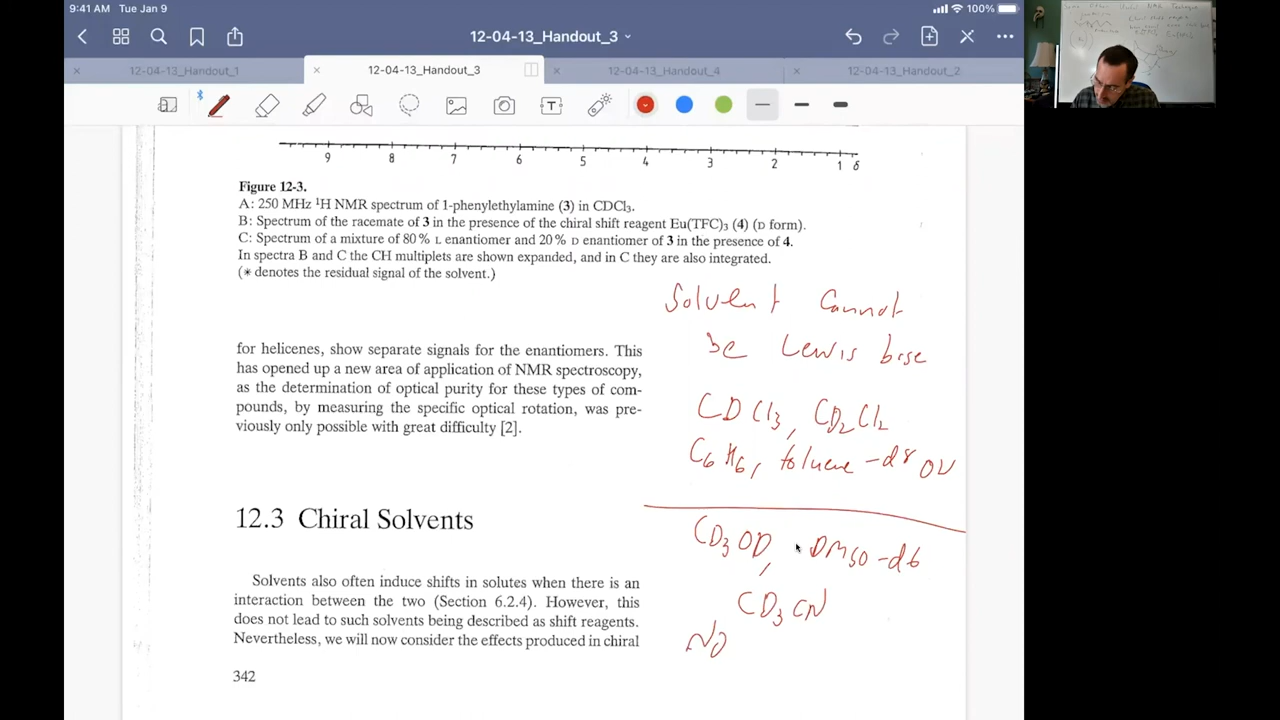 9:41 AM Tue Jan 9
100%
12-04-13_Handout_3
12-04-13_Handout_1
12-04-13_Handout_3
12-04-13_Handout_4
12-04-13_Handout_2
T
9 8 7 6 5 4 3 2 1 δ
Figure 12-3.
A: 250 MHz ¹H NMR spectrum of 1-phenylethylamine (3) in CDCl₃.
B: Spectrum of the racemate of 3 in the presence of the chiral shift reagent Eu(TFC)₃ (4) (D form).
C: Spectrum of a mixture of 80% L enantiomer and 20% D enantiomer of 3 in the presence of 4.
In spectra B and C the CH multiplets are shown expanded, and in C they are also integrated.
(* denotes the residual signal of the solvent.)
for helicenes, show separate signals for the enantiomers. This
has opened up a new area of application of NMR spectroscopy,
as the determination of optical purity for these types of com-
pounds, by measuring the specific optical rotation, was pre-
viously only possible with great difficulty [2].
12.3 Chiral Solvents
Solvents also often induce shifts in solutes when there is an
interaction between the two (Section 6.2.4). However, this
does not lead to such solvents being described as shift reagents.
Nevertheless, we will now consider the effects produced in chiral
342
Solvent Cannot
be Lewis base
CDCl₃, CD₂Cl₂
C₆H₆, toluene-d8 OK
CD₃OD, DMSO-d6
CD₃CN
NO